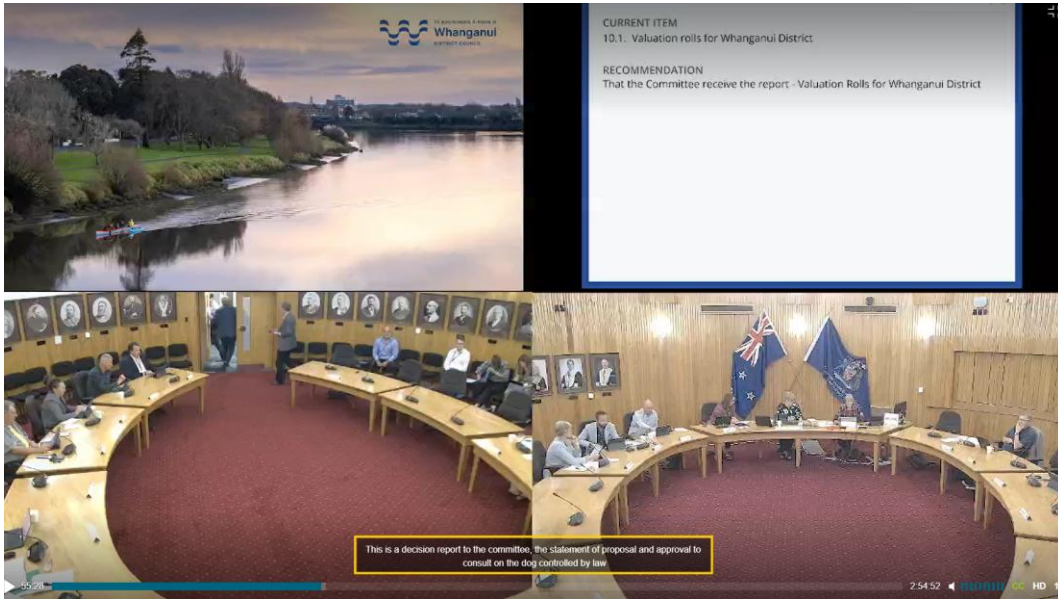 Whanganui
DISTRICT COUNCIL
CURRENT ITEM
10.1. Valuation rolls for Whanganui District
RECOMMENDATION
That the Committee receive the report - Valuation Rolls for Whanganui District
This is a decision report to the committee, the statement of proposal and approval to
consult on the dog controlled by law
55:28
2:54:52
CC HD